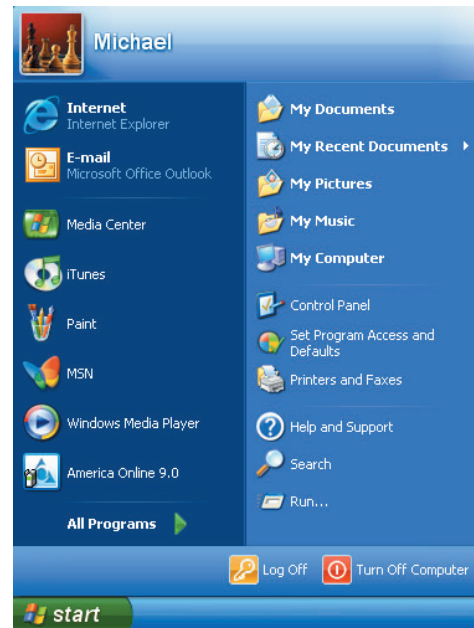 Michael
Internet
Internet Explorer
E-mail
Microsoft Office Outlook
Media Center
iTunes
Paint
MSN
Windows Media Player
America Online 9.0
All Programs
My Documents
My Recent Documents
My Pictures
My Music
My Computer
Control Panel
Set Program Access and
Defaults
Printers and Faxes
Help and Support
Search
Run...
Log Off
Turn Off Computer
start